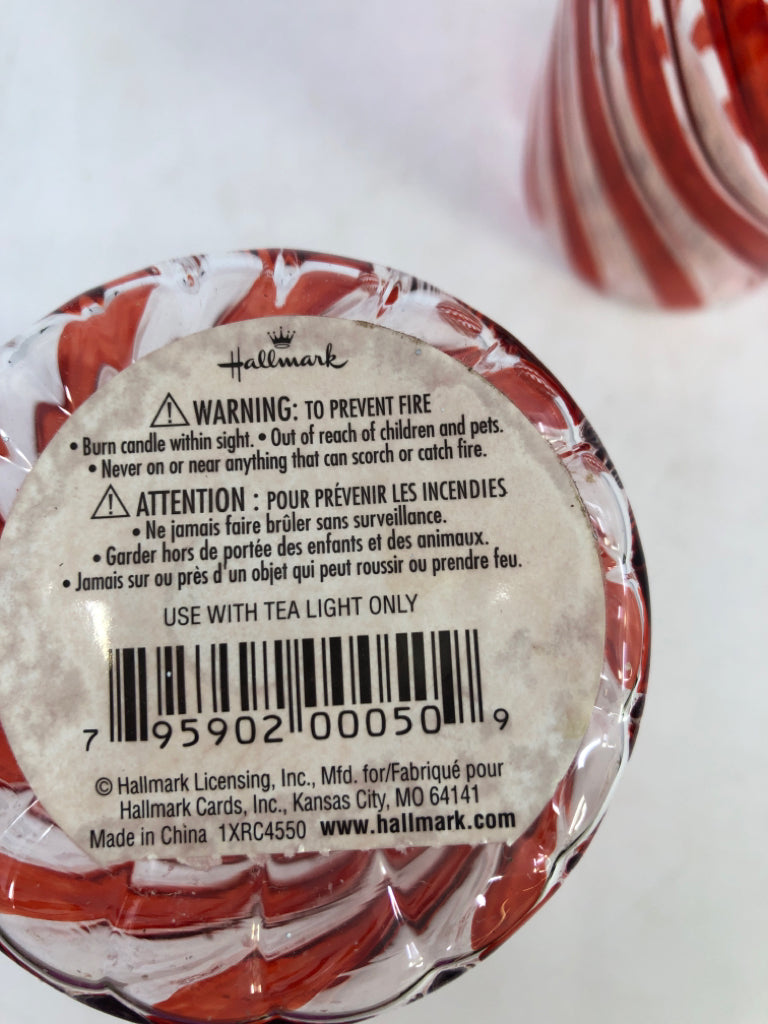 Hallmark
WARNING: TO PREVENT FIRE
• Burn candle within sight. • Out of reach of children and pets.
• Never on or near anything that can scorch or catch fire.
ATTENTION : POUR PRÉVENIR LES INCENDIES
• Ne jamais faire brûler sans surveillance.
• Garder hors de portée des enfants et des animaux.
• Jamais sur ou près d'un objet qui peut roussir ou prendre feu.
USE WITH TEA LIGHT ONLY
7 95902 00050 9
© Hallmark Licensing, Inc., Mfd. for/Fabriqué pour
Hallmark Cards, Inc., Kansas City, MO 64141
Made in China 1XRC4550 www.hallmark.com